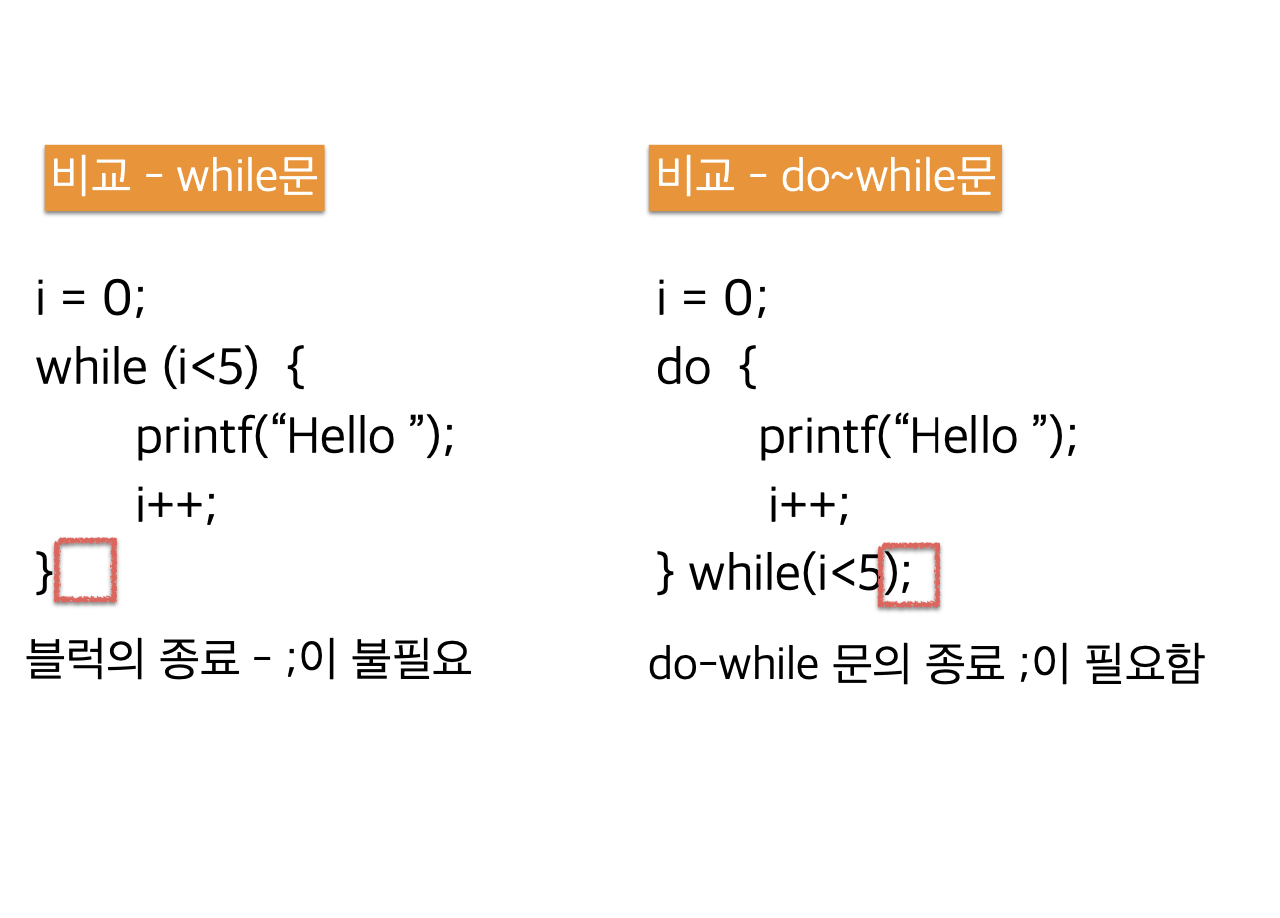 비교 - while문
i = 0;
while (i<5) {
printf(“Hello ”);
i++;
}
블럭의 종료 - ;이 불필요
비교 - do~while문
i = 0;
do {
printf(“Hello ”);
i++;
} while(i<5);
do-while 문의 종료 ;이 필요함